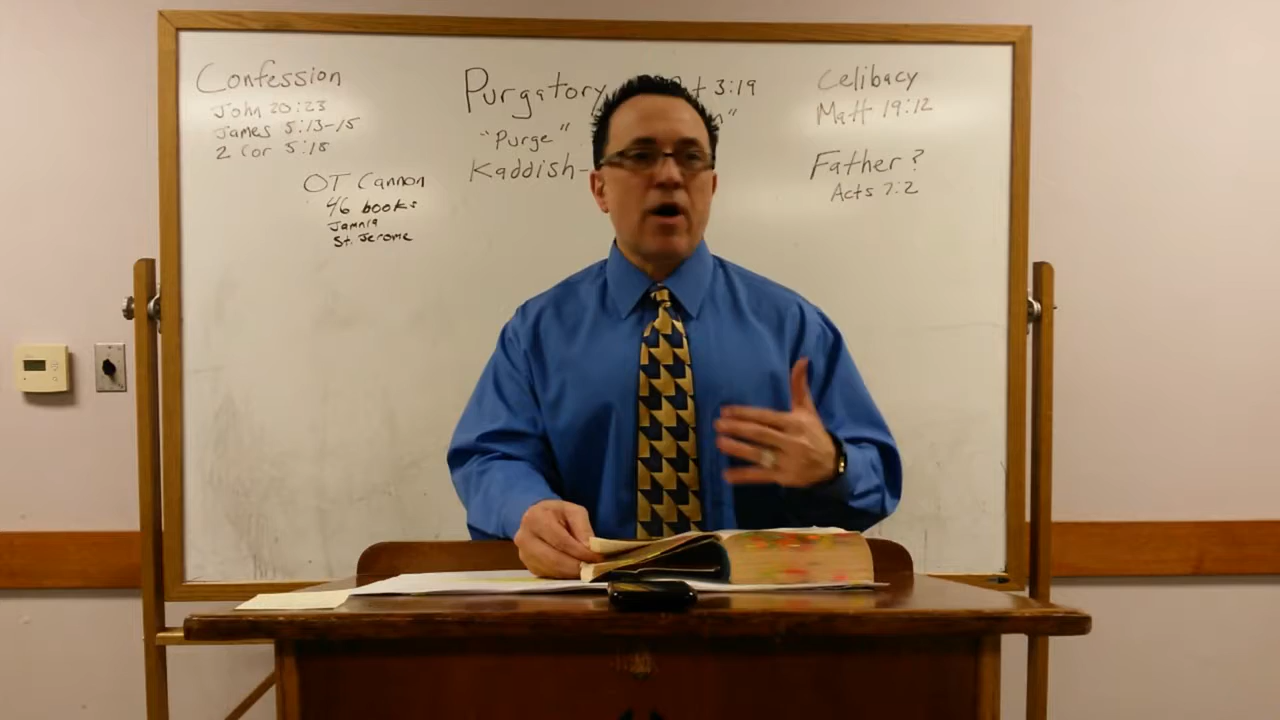 Confession
John 20:23
James 5:13-15
2 Cor 5:18
OT Cannon
46 books
Jamnia
St. Jerome
Purgatory 3:19
"Purge"
Kaddish-
Celibacy
Matt 19:12
Father?
Acts 7:2